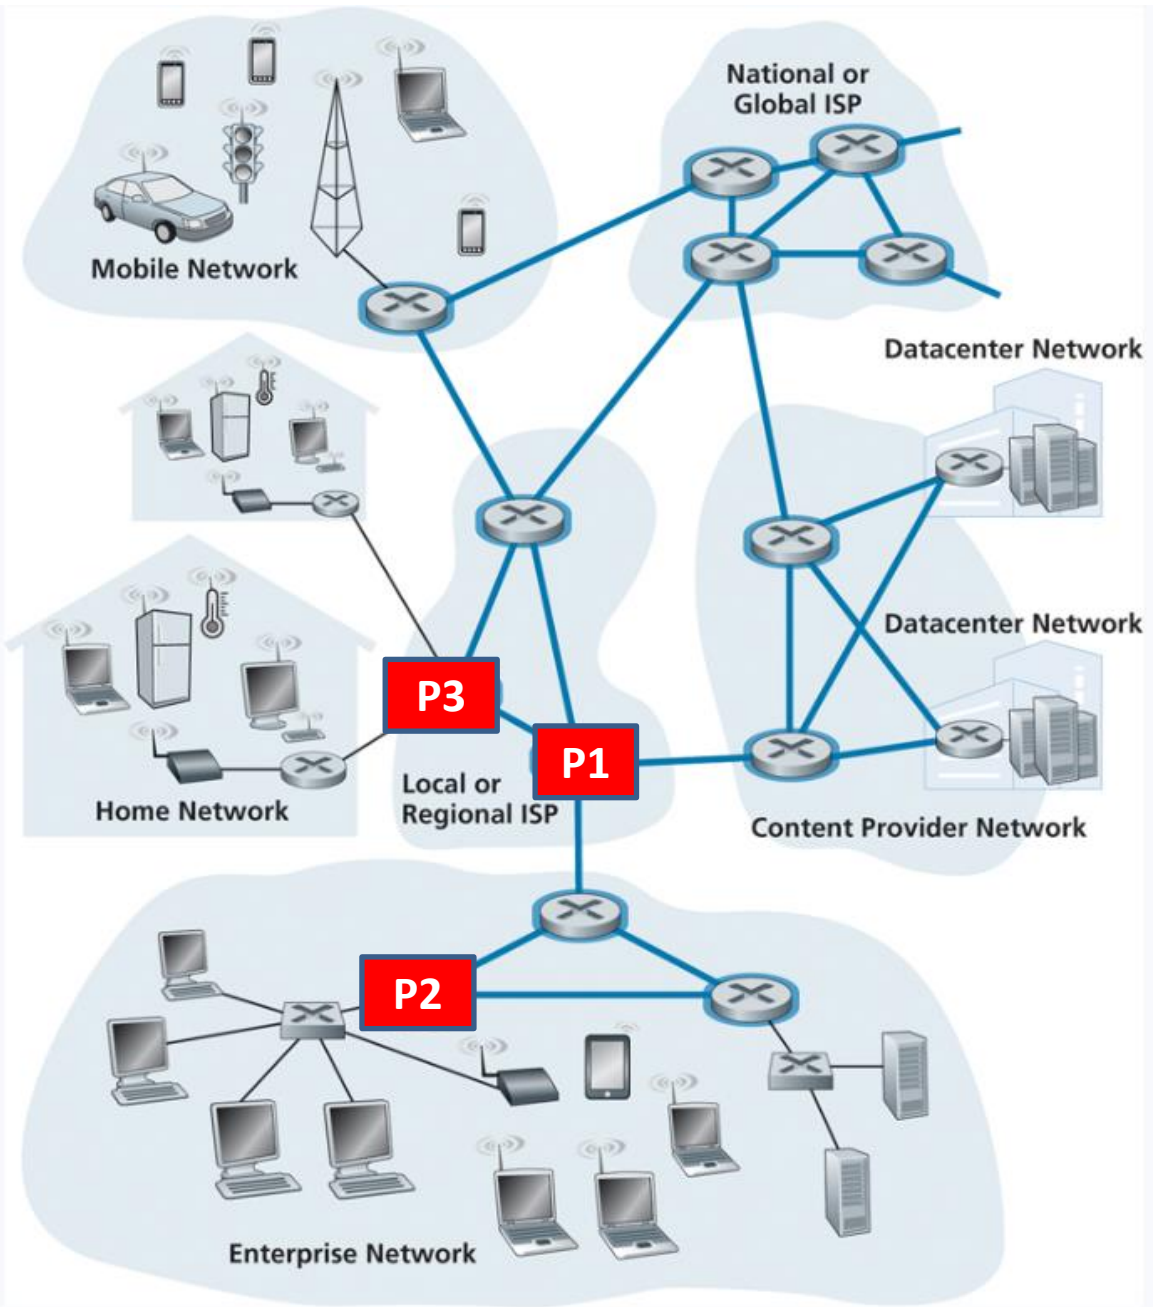 National or
Global ISP
Mobile Network
Datacenter Network
Datacenter Network
P3
P1
Local or
Regional ISP
Home Network
Content Provider Network
P2
Enterprise Network